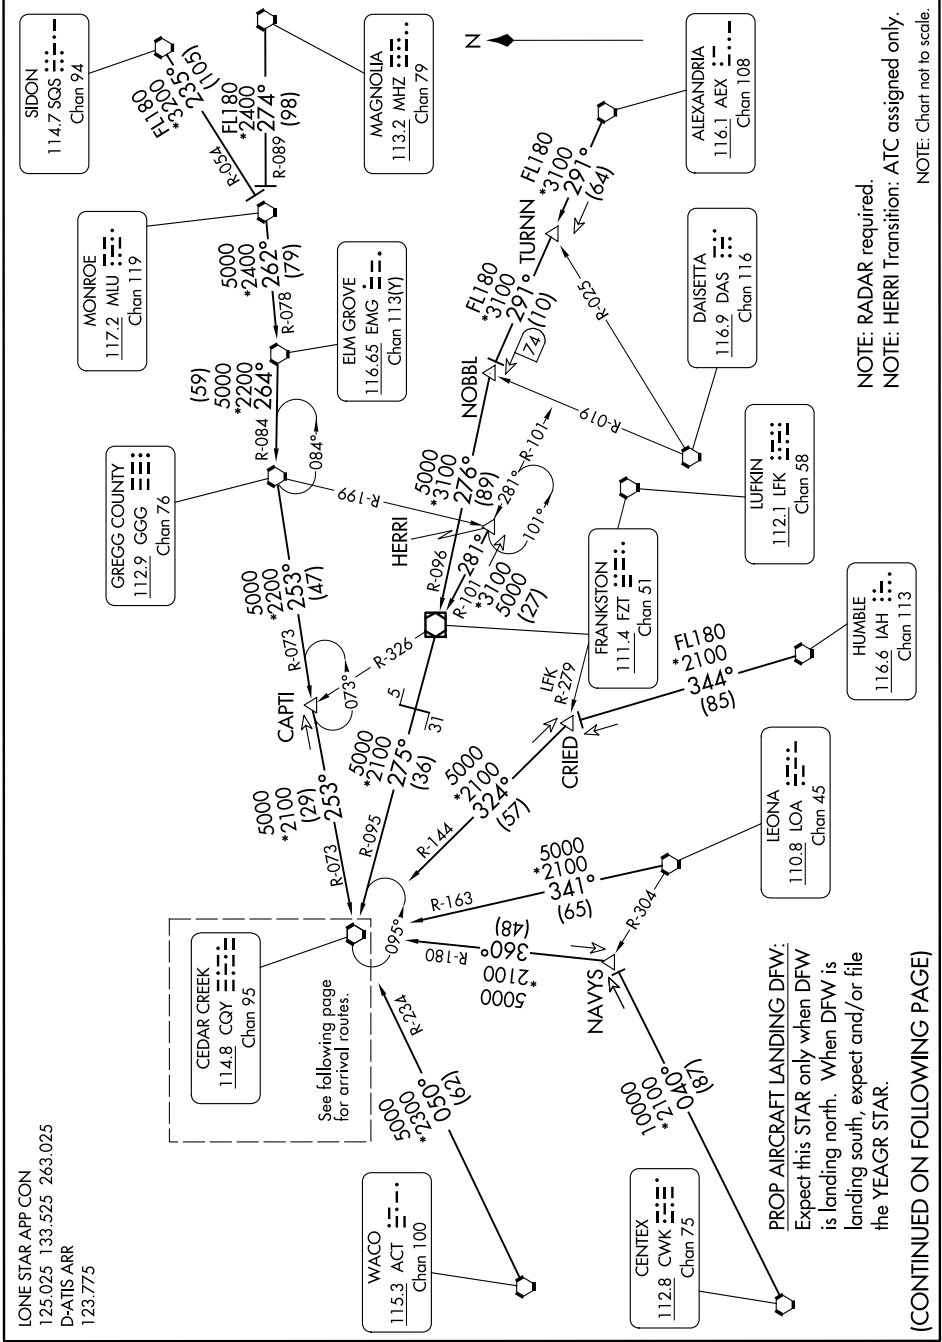 LONE STAR APP CON
125.025 133.525 263.025
D-ATIS ARR
123.775
SIDON
114.7 SQS
Chan 94
FL180
*3200
235°
(105)
R-054
MAGNOLIA
113.2 MHZ
Chan 79
FL180
*2400
274°
(98)
R-089
MONROE
117.2 MLU
Chan 119
5000
*2400
262°
(79)
R-078
ELM GROVE
116.65 EMG
Chan 113(Y)
(59)
5000
*2200
264°
R-084
084°
GREGG COUNTY
112.9 GGG
Chan 76
R-199
5000
*2200
253°
(47)
R-073
CAPTI
073°
R-326
5000
*2100
(29)
253°
R-073
CEDAR CREEK
114.8 CQY
Chan 95
See following page
for arrival routes.
095°
N
ALEXANDRIA
116.1 AEX
Chan 108
FL180
*3100
291°
(64)
TURNN
R-025
FL180
*3100
291°
(10)
74
NOBBL
R-019
DAISETTA
116.9 DAS
Chan 116
5000
*3100
276°
(89)
R-096
HERRI
281°
R-101
101°
R-101
281°
*3100
5000
(27)
FRANKSTON
111.4 FZT
Chan 51
LUFKIN
112.1 LFK
Chan 58
5
31
5000
*2100
275°
(36)
R-095
LFK
R-279
CRIED
5000
*2100
324°
(57)
R-144
HUMBLE
116.6 IAH
Chan 113
FL180
*2100
344°
(85)
LEONA
110.8 LOA
Chan 45
5000
*2100
341°
(65)
R-163
R-304
NAVYS
5000
*2100
360°
(48)
R-180
WACO
115.3 ACT
Chan 100
5000
*2300
050°
(62)
R-234
CENTEX
112.8 CWK
Chan 75
10000
*2100
040°
(87)
PROP AIRCRAFT LANDING DFW:
Expect this STAR only when DFW
is landing north. When DFW is
landing south, expect and/or file
the YEAGR STAR.
NOTE: RADAR required.
NOTE: HERRI Transition: ATC assigned only.
NOTE: Chart not to scale.
(CONTINUED ON FOLLOWING PAGE)